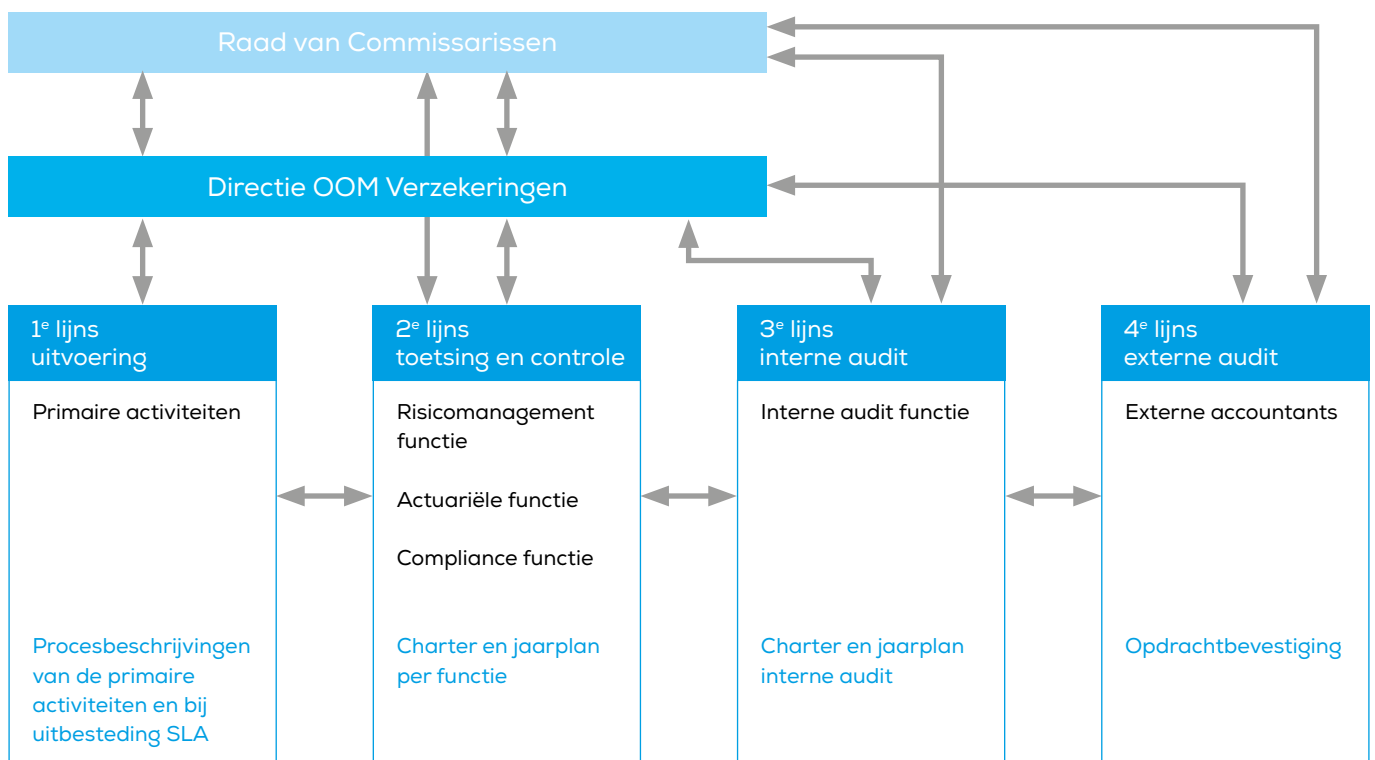 Raad van Commissarissen
Directie OOM Verzekeringen
1e lijns
uitvoering
Primaire activiteiten
Procesbeschrijvingen
van de primaire
activiteiten en bij
uitbesteding SLA
2e lijns
toetsing en controle
Risicomanagement
functie
Actuariële functie
Compliance functie
Charter en jaarplan
per functie
3e lijns
interne audit
Interne audit functie
Charter en jaarplan
interne audit
4e lijns
externe audit
Externe accountants
Opdrachtbevestiging